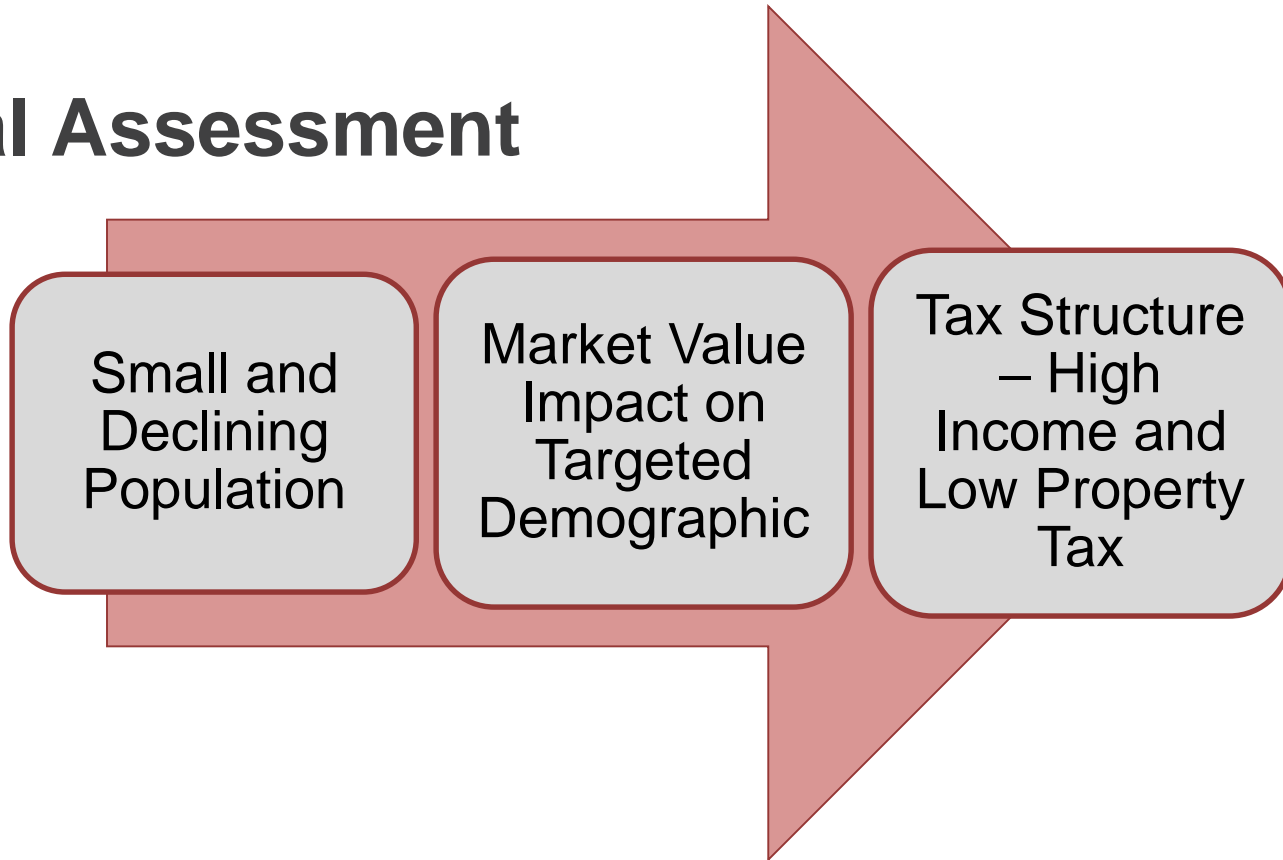 Assessment
Small and
Declining
Population
Market Value
Impact on
Targeted
Demographic
Tax Structure
– High
Income and
Low Property
Tax